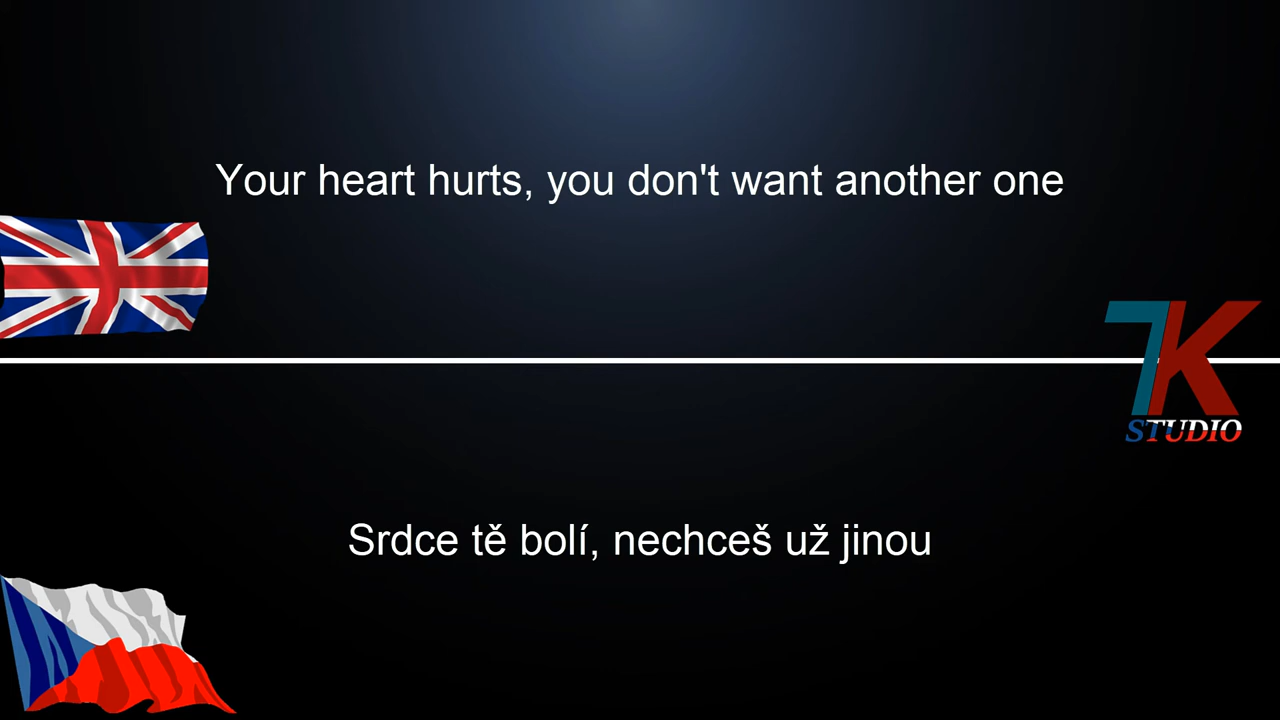 Your heart hurts, you don't want another one
7K
STUDIO
Srdce tě bolí, nechceš už jinou